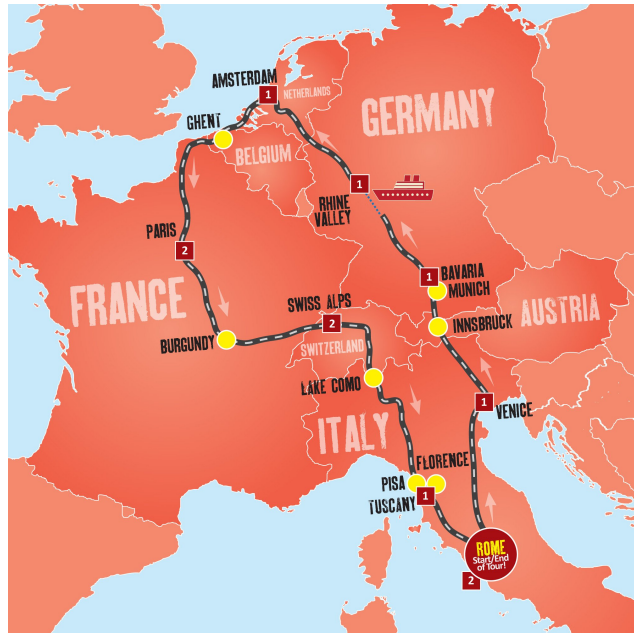 AMSTERDAM
1
NETHERLANDS
GERMANY
GHENT
BELGIUM
1
RHINE
VALLEY
PARIS
2
1
BAVARIA
MUNICH
FRANCE
SWISS ALPS
2
AUSTRIA
INNSBRUCK
BURGUNDY
SWITZERLAND
LAKE COMO
1
VENICE
ITALY
FLORENCE
PISA
TUSCANY
1
ROME
Start/End
of Tour!
2